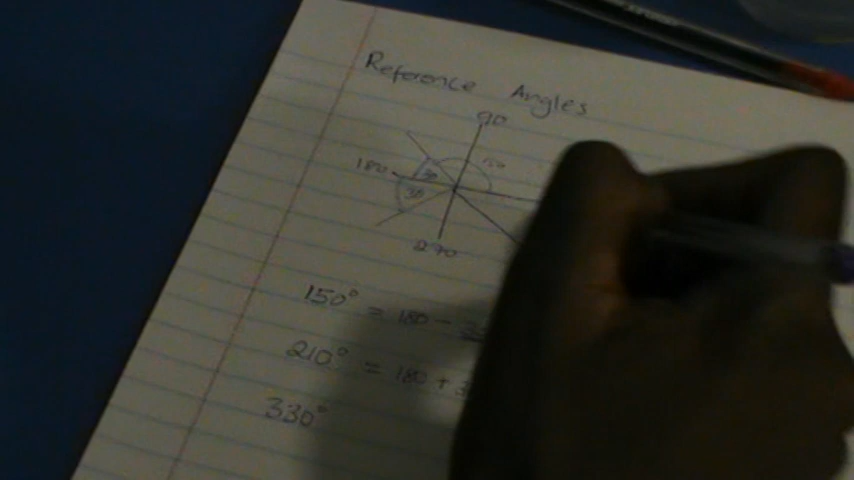 Reference Angles
90
150
180
30
30
270
150° = 180 -
210° = 180 +
330°